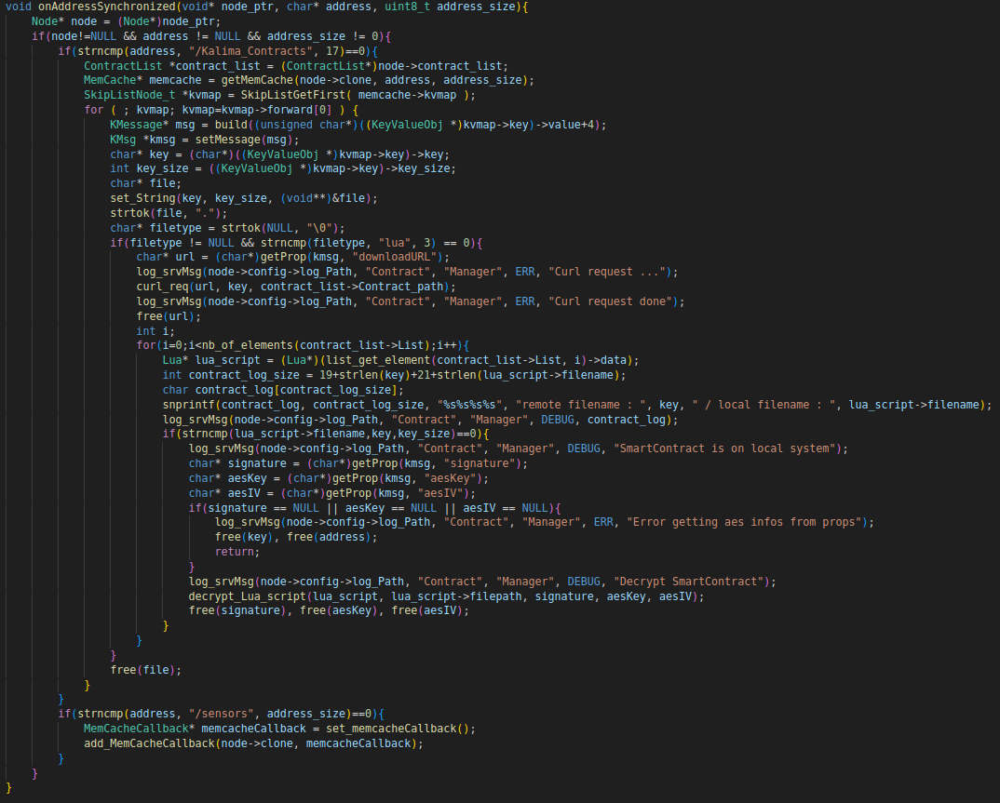 void onAddressSynchronized(void* node_ptr, char* address, uint8_t address_size){
    Node* node = (Node*)node_ptr;
    if(node!=NULL && address != NULL && address_size != 0){
        if(strncmp(address, "/Kalima_Contracts", 17)==0){
            ContractList *contract_list = (ContractList*)node->contract_list;
            MemCache* memcache = getMemCache(node->clone, address, address_size);
            SkipListNode_t *kvmap = SkipListGetFirst( memcache->kvmap );
            for ( ; kvmap; kvmap=kvmap->forward[0] ) {
                KMessage* msg = build((unsigned char*)((KeyValueObj *)kvmap->key)->value+4);
                KMsg *kmsg = setMessage(msg);
                char* key = (char*)((KeyValueObj *)kvmap->key)->key;
                int key_size = ((KeyValueObj *)kvmap->key)->key_size;
                char* file;
                set_String(key, key_size, (void**)&file);
                strtok(file, ".");
                char* filetype = strtok(NULL, "\0");
                if(filetype != NULL && strncmp(filetype, "lua", 3) == 0){
                    char* url = (char*)getProp(kmsg, "downloadURL");
                    log_srvMsg(node->config->log_Path, "Contract", "Manager", ERR, "Curl request ...");
                    curl_req(url, key, contract_list->Contract_path);
                    log_srvMsg(node->config->log_Path, "Contract", "Manager", ERR, "Curl request done");
                    free(url);
                    int i;
                    for(i=0;i<nb_of_elements(contract_list->List);i++){
                        Lua* lua_script = (Lua*)(list_get_element(contract_list->List, i)->data);
                        int contract_log_size = 19+strlen(key)+21+strlen(lua_script->filename);
                        char contract_log[contract_log_size];
                        snprintf(contract_log, contract_log_size, "%s%s%s%s", "remote filename : ", key, " / local filename : ", lua_script->filename);
                        log_srvMsg(node->config->log_Path, "Contract", "Manager", DEBUG, contract_log);
                        if(strncmp(lua_script->filename,key,key_size)==0){
                            log_srvMsg(node->config->log_Path, "Contract", "Manager", DEBUG, "SmartContract is on local system");
                            char* signature = (char*)getProp(kmsg, "signature");
                            char* aesKey = (char*)getProp(kmsg, "aesKey");
                            char* aesIV = (char*)getProp(kmsg, "aesIV");
                            if(signature == NULL || aesKey == NULL || aesIV == NULL){
                                log_srvMsg(node->config->log_Path, "Contract", "Manager", ERR, "Error getting aes infos from props");
                                free(key), free(address);
                                return;
                            }
                            log_srvMsg(node->config->log_Path, "Contract", "Manager", DEBUG, "Decrypt SmartContract");
                            decrypt_Lua_script(lua_script, lua_script->filepath, signature, aesKey, aesIV);
                            free(signature), free(aesKey), free(aesIV);
                        }
                    }
                }
                free(file);
            }
        }
        if(strncmp(address, "/sensors", address_size)==0){
            MemCacheCallback* memcacheCallback = set_memcacheCallback();
            add_MemCacheCallback(node->clone, memcacheCallback);
        }
    }
}